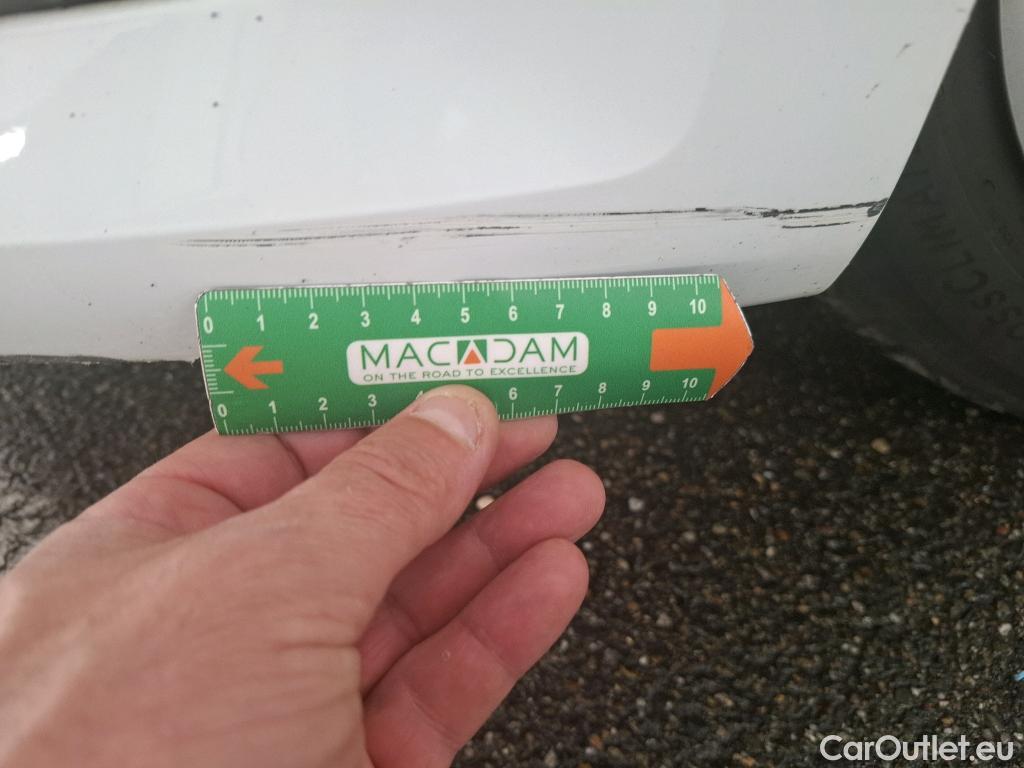 0 1 2 3 4 5 6 7 8 9 10
MACADAM
ON THE ROAD TO EXCELLENCE
0 1 2 3 4 6 7 8 9 10
CarOutlet.eu